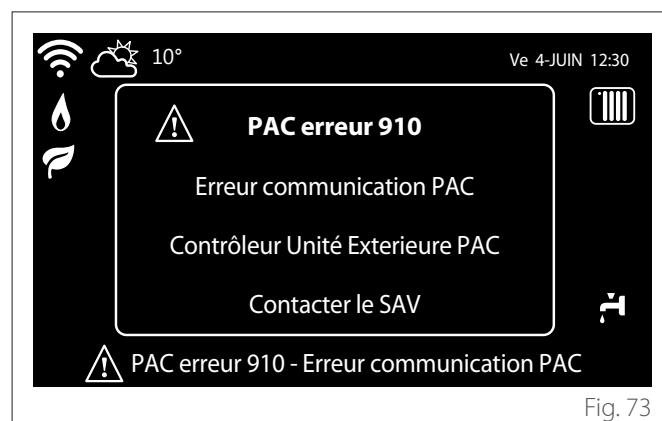 10°
Ve 4-JUIN 12:30
PAC erreur 910
Erreur communication PAC
Contrôleur Unité Exterieure PAC
Contacter le SAV
PAC erreur 910 - Erreur communication PAC
Fig. 73